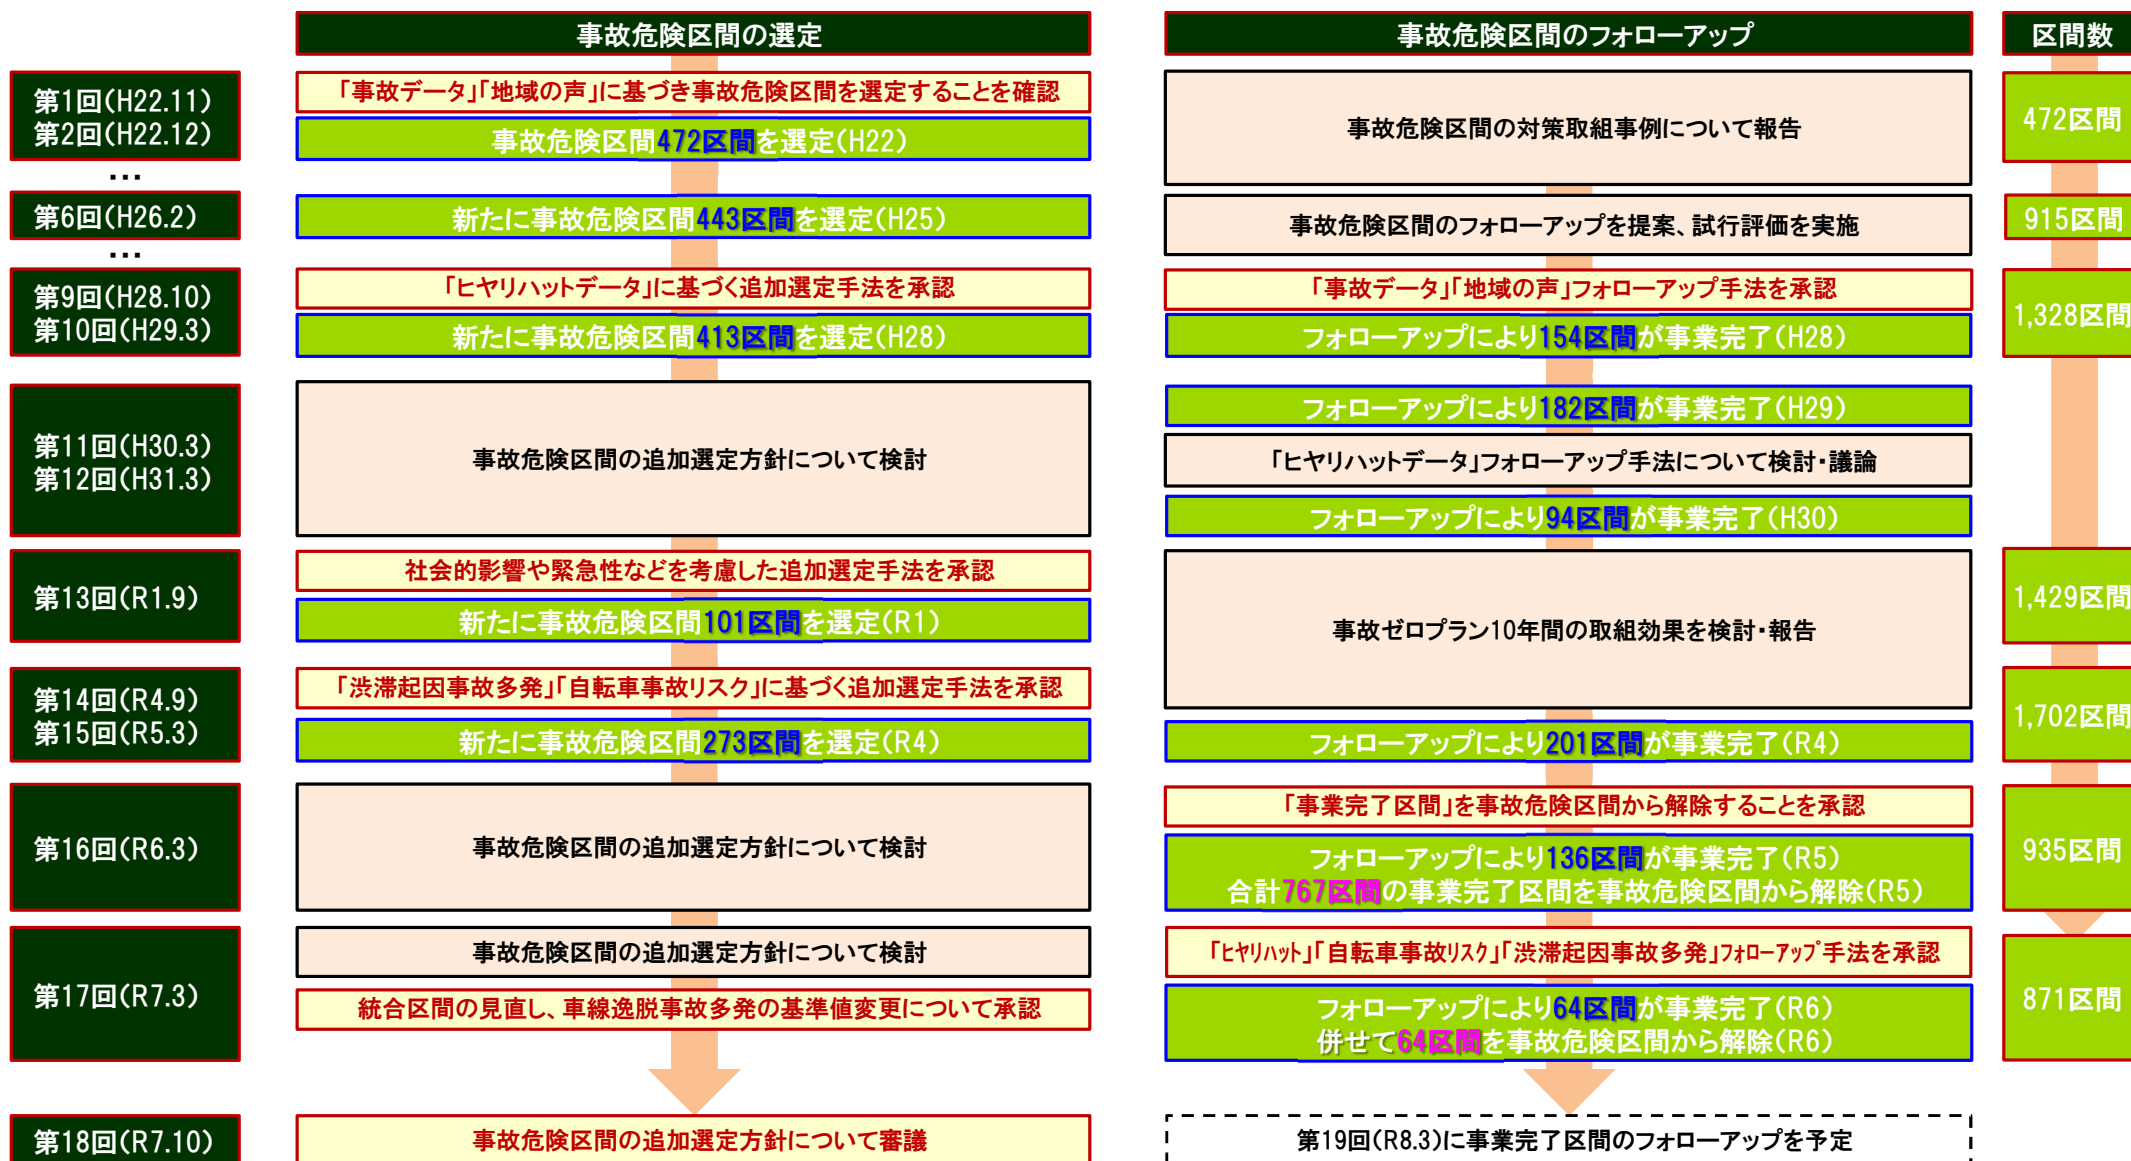 事故危険区間の選定
事故危険区間のフォローアップ
区間数
第1回(H22.11)
第2回(H22.12)
「事故データ」「地域の声」に基づき事故危険区間を選定することを確認
事故危険区間472区間を選定(H22)
事故危険区間の対策取組事例について報告
472区間
…
第6回(H26.2)
新たに事故危険区間443区間を選定(H25)
事故危険区間のフォローアップを提案、試行評価を実施
915区間
…
第9回(H28.10)
第10回(H29.3)
「ヒヤリハットデータ」に基づく追加選定手法を承認
新たに事故危険区間413区間を選定(H28)
「事故データ」「地域の声」フォローアップ手法を承認
フォローアップにより154区間が事業完了(H28)
1,328区間
第11回(H30.3)
第12回(H31.3)
事故危険区間の追加選定方針について検討
フォローアップにより182区間が事業完了(H29)
「ヒヤリハットデータ」フォローアップ手法について検討・議論
フォローアップにより94区間が事業完了(H30)
第13回(R1.9)
社会的影響や緊急性などを考慮した追加選定手法を承認
新たに事故危険区間101区間を選定(R1)
事故ゼロプラン10年間の取組効果を検討・報告
1,429区間
第14回(R4.9)
第15回(R5.3)
「渋滞起因事故多発」「自転車事故リスク」に基づく追加選定手法を承認
新たに事故危険区間273区間を選定(R4)
フォローアップにより201区間が事業完了(R4)
1,702区間
第16回(R6.3)
事故危険区間の追加選定方針について検討
「事業完了区間」を事故危険区間から解除することを承認
フォローアップにより136区間が事業完了(R5)
合計767区間の事業完了区間を事故危険区間から解除(R5)
935区間
第17回(R7.3)
事故危険区間の追加選定方針について検討
統合区間の見直し、車線逸脱事故多発の基準値変更について承認
「ヒヤリハット」「自転車事故リスク」「渋滞起因事故多発」フォローアップ手法を承認
フォローアップにより64区間が事業完了(R6)
併せて64区間を事故危険区間から解除(R6)
871区間
第18回(R7.10)
事故危険区間の追加選定方針について審議
第19回(R8.3)に事業完了区間のフォローアップを予定